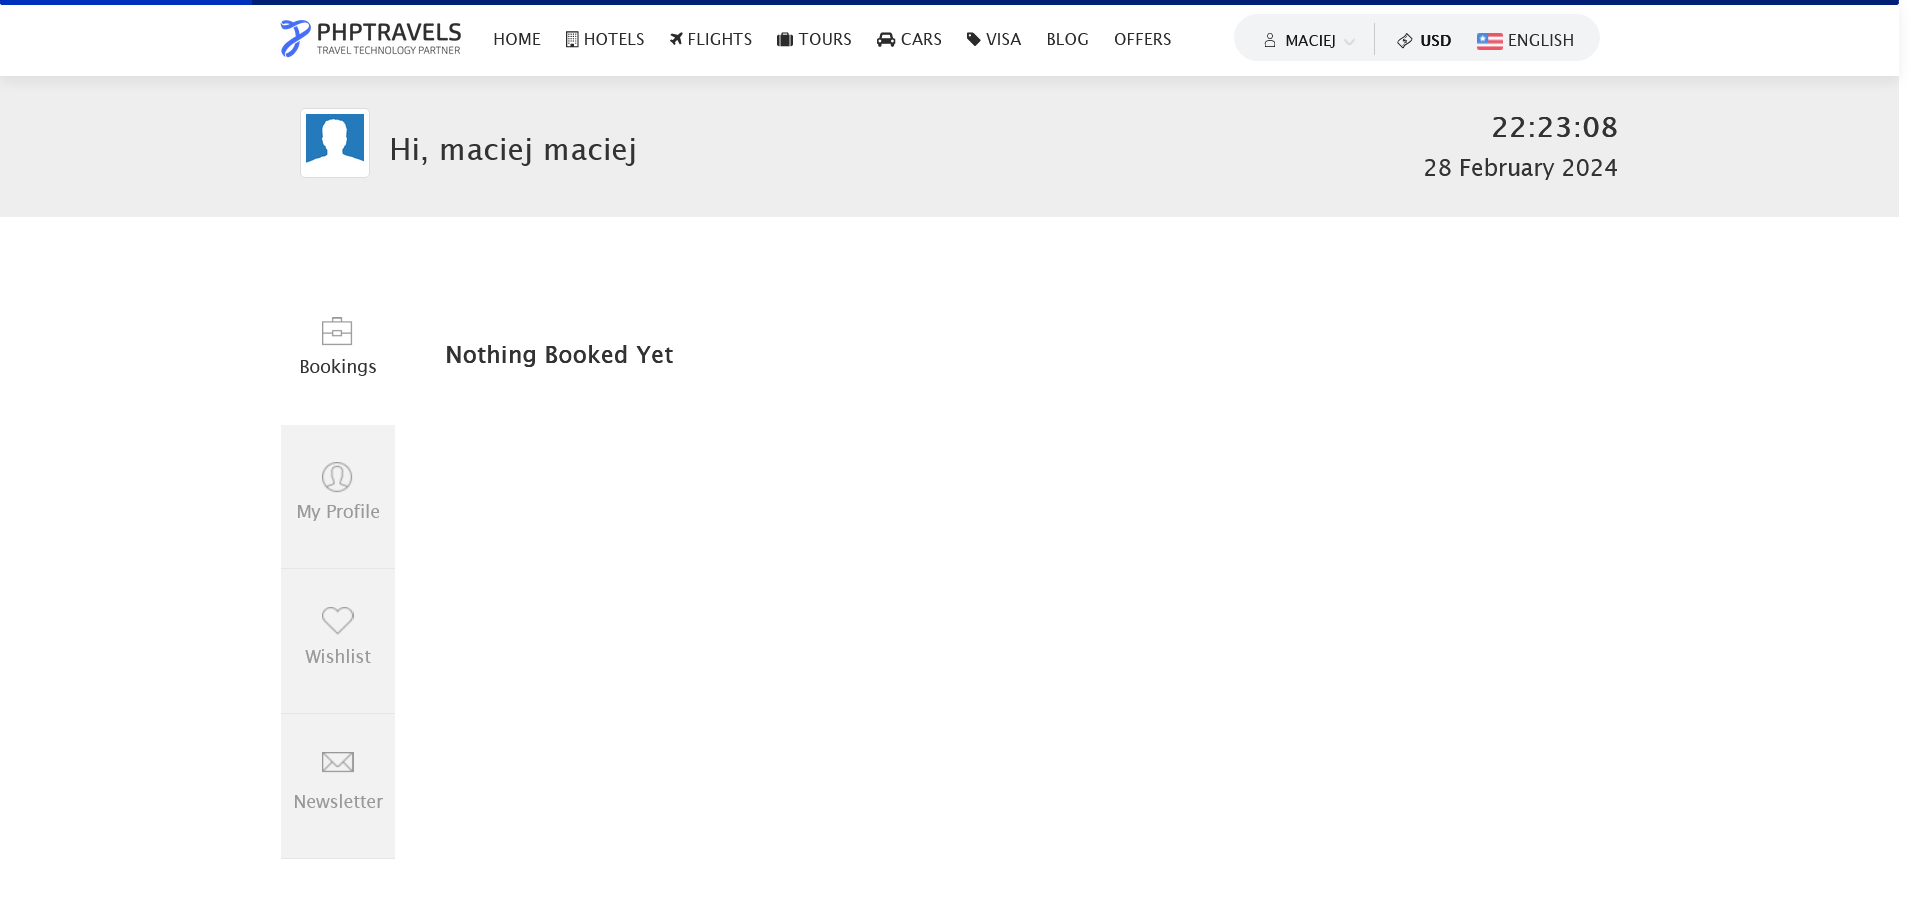 PHPTRAVELS
TRAVEL TECHNOLOGY PARTNER
HOME HOTELS FLIGHTS TOURS CARS VISA BLOG OFFERS
MACIEJ USD ENGLISH
Hi, maciej maciej
22:23:08
28 February 2024
Bookings
Nothing Booked Yet
My Profile
Wishlist
Newsletter